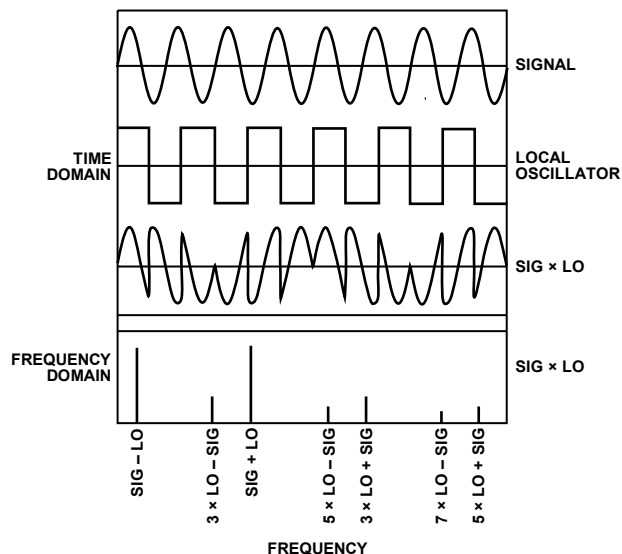 SIGNAL
TIME
DOMAIN
LOCAL
OSCILLATOR
SIG × LO
FREQUENCY
DOMAIN
SIG × LO
SIG – LO
3 × LO – SIG
SIG + LO
5 × LO – SIG
3 × LO + SIG
7 × LO – SIG
5 × LO + SIG
FREQUENCY